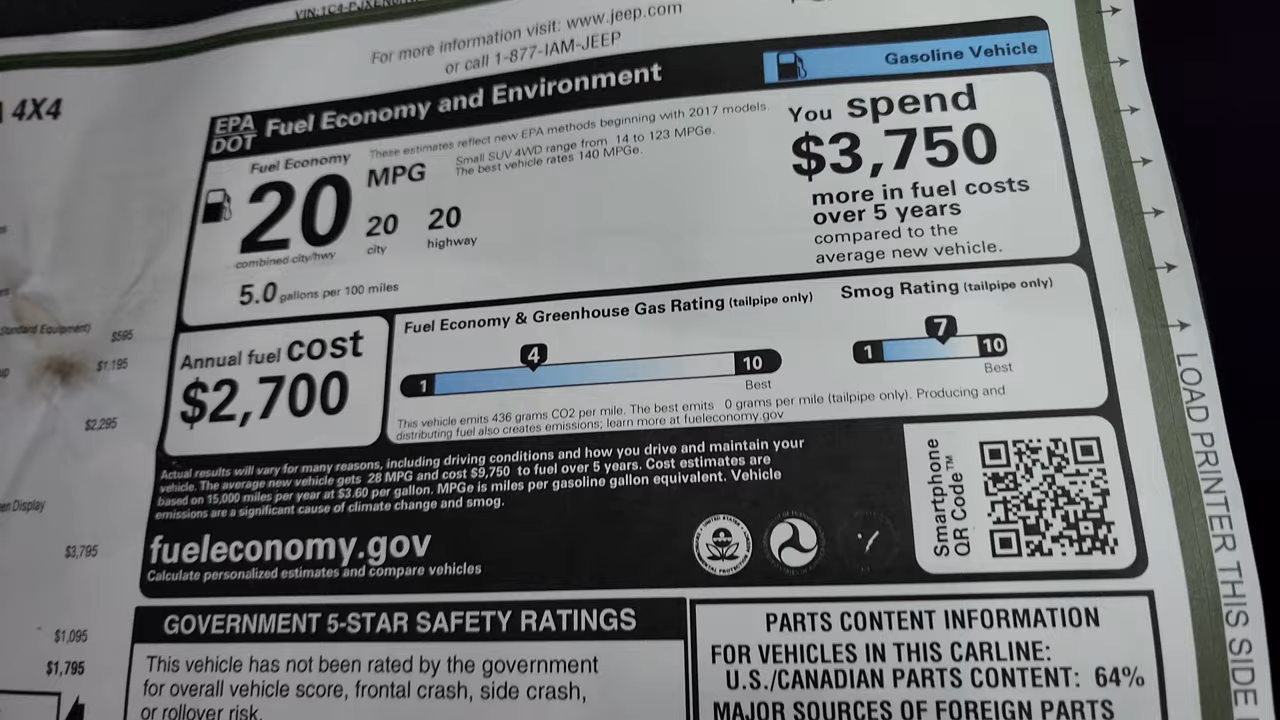 For more information visit: www.jeep.com
or call 1-877-IAM-JEEP
4X4
EPA
DOT
Fuel Economy and Environment
Gasoline Vehicle
Fuel Economy
These estimates reflect new EPA methods beginning with 2017 models.
Small SUV 4WD range from 14 to 123 MPGe.
The best vehicle rates 140 MPGe.
MPG
20
20
20
combined city/hwy
city
highway
5.0 gallons per 100 miles
You spend
$3,750
more in fuel costs
over 5 years
compared to the
average new vehicle.
Annual fuel cost
$2,700
Fuel Economy & Greenhouse Gas Rating (tailpipe only)
4
1
10
Best
Smog Rating (tailpipe only)
7
1
10
Best
This vehicle emits 436 grams CO2 per mile. The best emits 0 grams per mile (tailpipe only). Producing and
distributing fuel also creates emissions; learn more at fueleconomy.gov
Actual results will vary for many reasons, including driving conditions and how you drive and maintain your
vehicle. The average new vehicle gets 28 MPG and cost $9,750 to fuel over 5 years. Cost estimates are
based on 15,000 miles per year at $3.60 per gallon. MPGe is miles per gasoline gallon equivalent. Vehicle
emissions are a significant cause of climate change and smog.
fueleconomy.gov
Calculate personalized estimates and compare vehicles
Smartphone
QR Code™
Standard Equipment)
$595
$1,195
$2,295
Display
$3,795
$1,095
$1,795
GOVERNMENT 5-STAR SAFETY RATINGS
This vehicle has not been rated by the government
for overall vehicle score, frontal crash, side crash,
or rollover risk.
PARTS CONTENT INFORMATION
FOR VEHICLES IN THIS CARLINE:
U.S./CANADIAN PARTS CONTENT: 64%
MAJOR SOURCES OF FOREIGN PARTS
LOAD PRINTER THIS SIDE